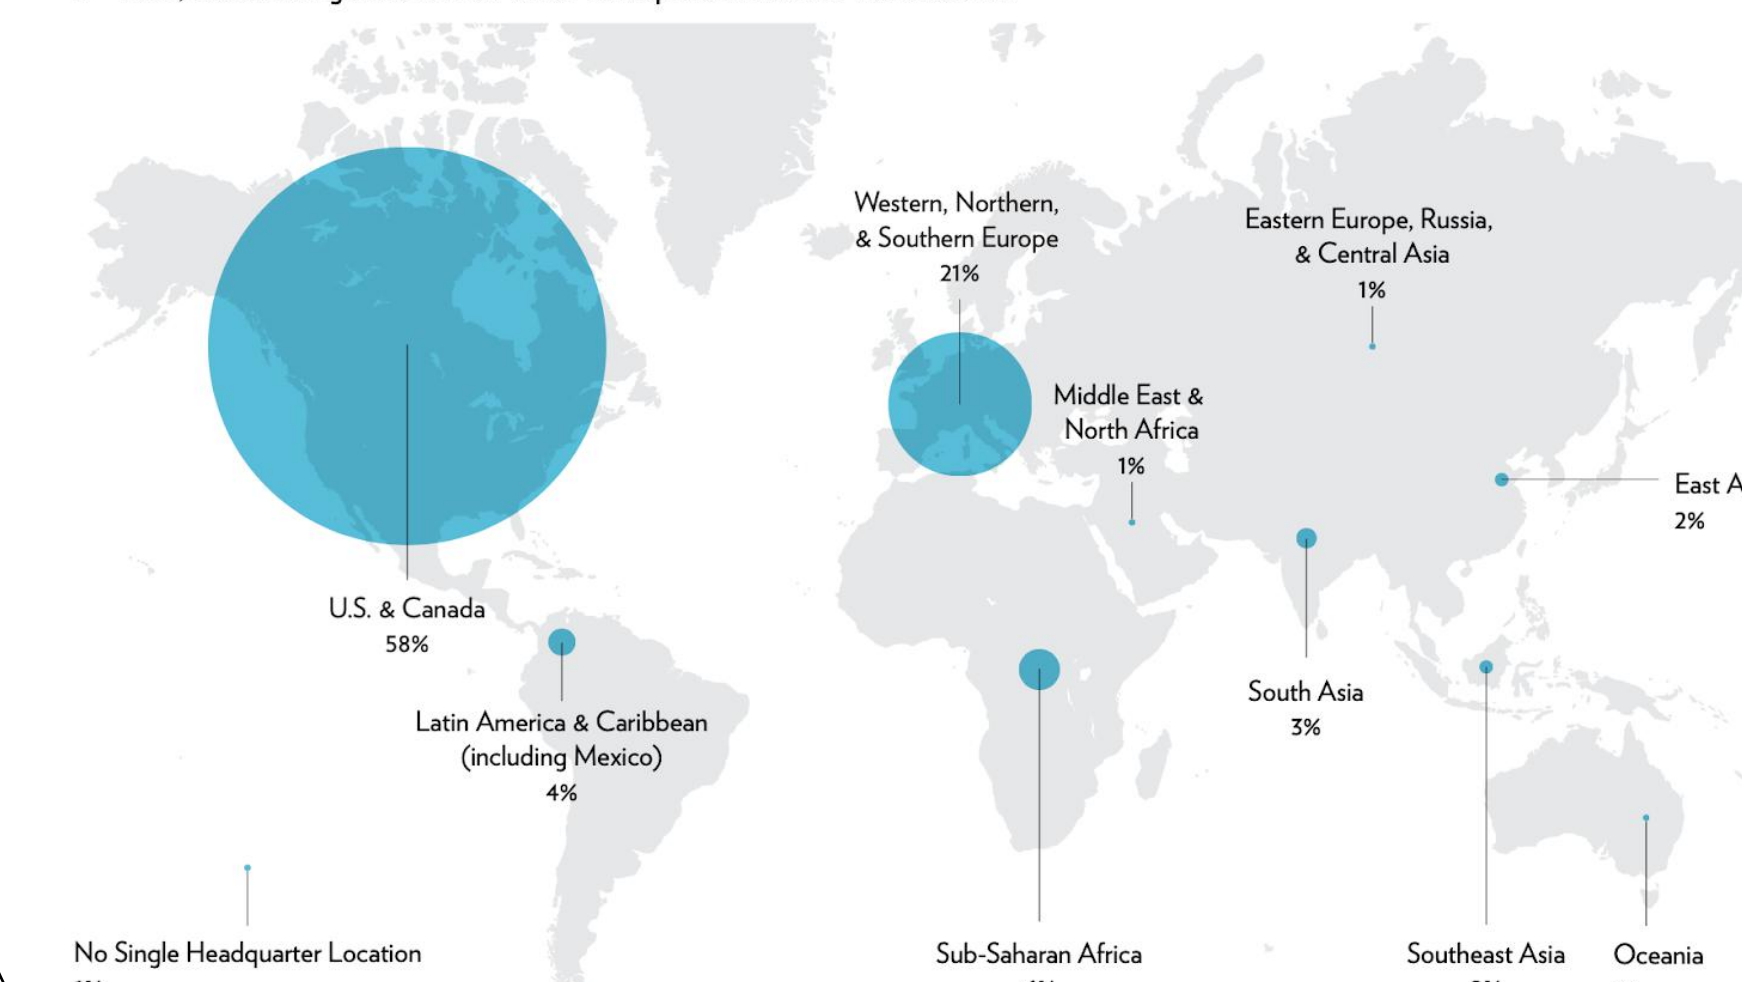 Western, Northern,
& Southern Europe
21%
Eastern Europe, Russia,
& Central Asia
1%
Middle East &
North Africa
1%
East A
2%
U.S. & Canada
58%
South Asia
3%
Latin America & Caribbean
(including Mexico)
4%
No Single Headquarter Location
Sub-Saharan Africa
Southeast Asia
Oceania